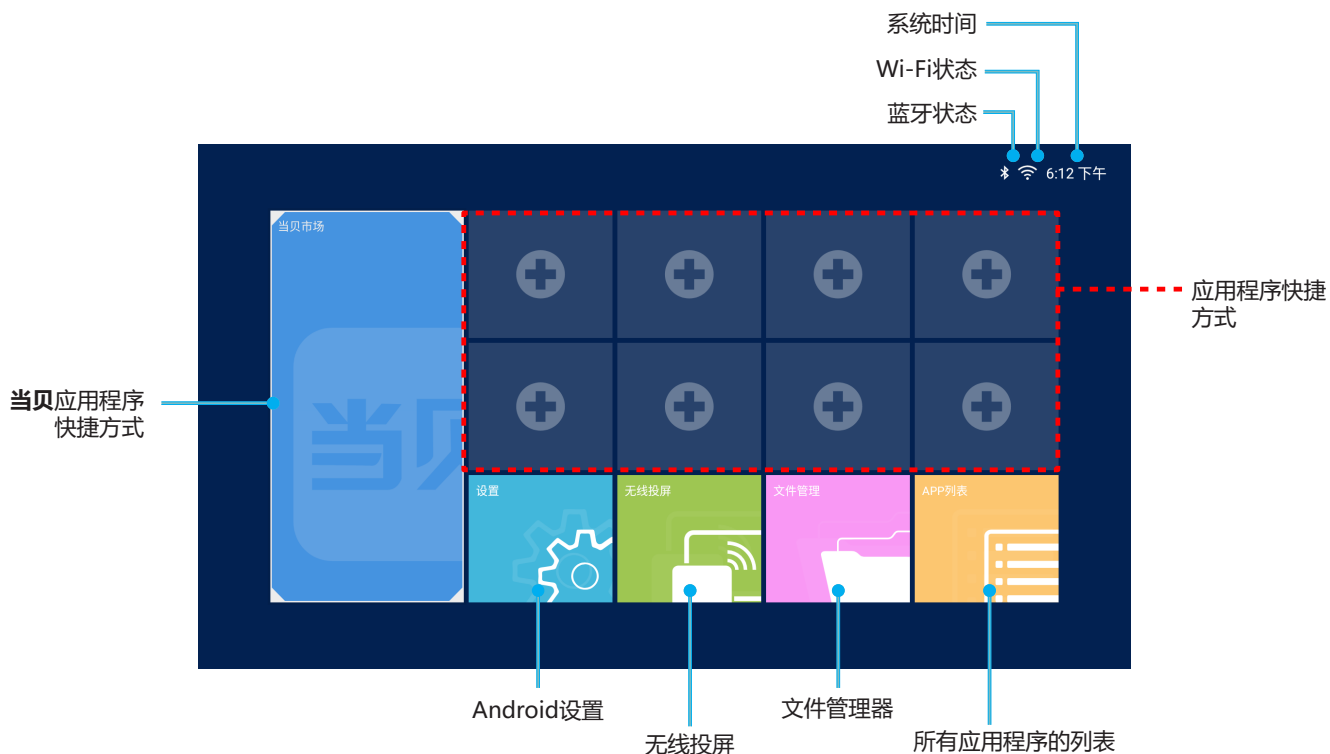 系统时间
Wi-Fi状态
蓝牙状态
6:12 下午
当贝市场
应用程序快捷
方式
当贝应用程序
快捷方式
当贝
设置
无线投屏
文件管理
APP列表
Android设置
文件管理器
无线投屏
所有应用程序的列表